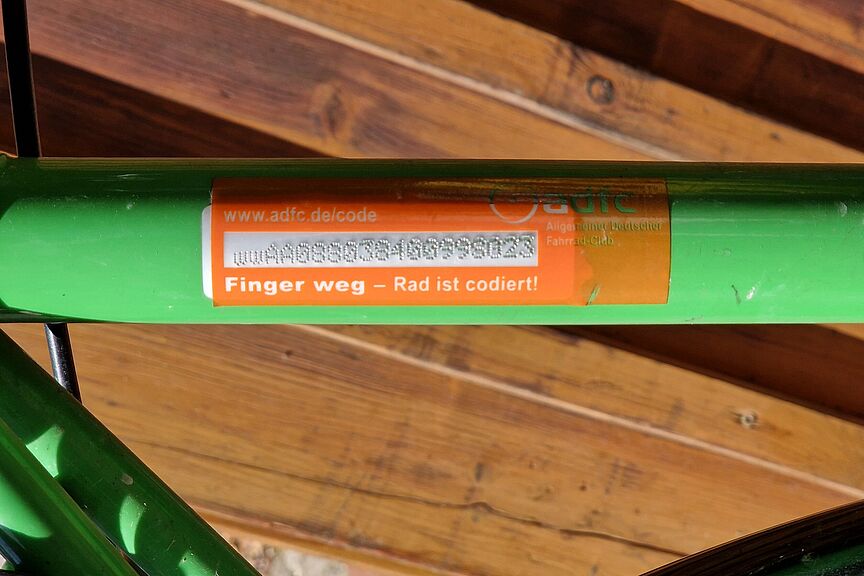 www.adfc.de/code
adfc
Allgemeiner Deutscher
Fahrrad-Club
Finger weg – Rad ist codiert!